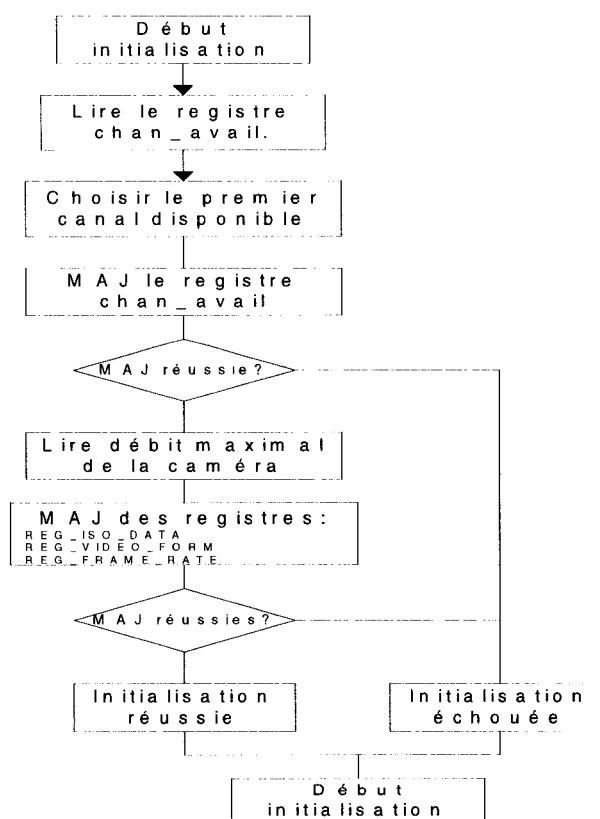 Début
initialisation
Lire le registre
chan_avail.
Choisir le premier
canal disponible
MAJ le registre
chan_avail
MAJ réussie?
Lire débit maximal
de la caméra
MAJ des registres:
REG_ISO_DATA
REG_VIDEO_FORM
REG_FRAME_RATE
MAJ réussies?
Initialisation
réussie
Initialisation
échouée
Début
initialisation